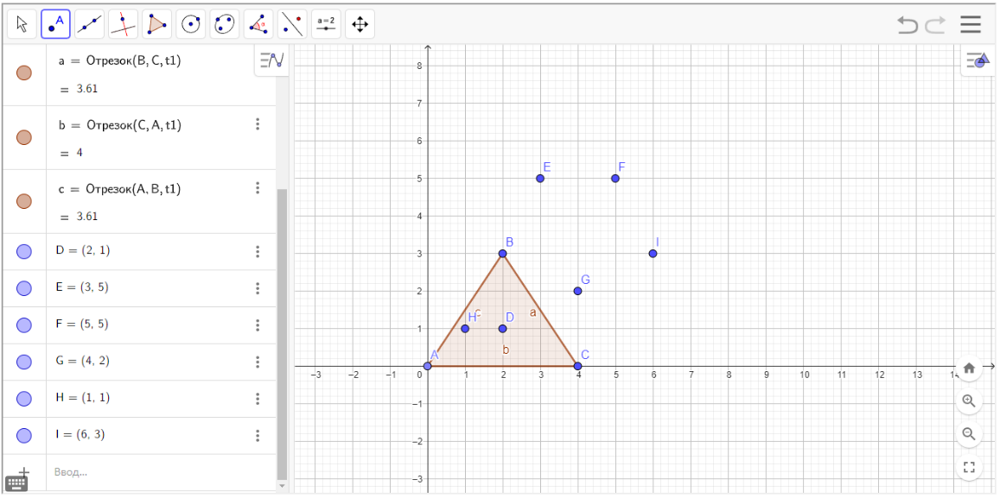 A
a = 2
a = Отрезок(B, C, t1)
= 3.61
b = Отрезок(C, A, t1)
= 4
c = Отрезок(A, B, t1)
= 3.61
D = (2, 1)
E = (3, 5)
F = (5, 5)
G = (4, 2)
H = (1, 1)
I = (6, 3)
Ввод...
8
7
6
E F
5
4
B I
3
G
2
H c D a
1
A b C
−3 −2 −1 0 1 2 3 4 5 6 7 8 9 10 11 12 13
−1
−2
−3